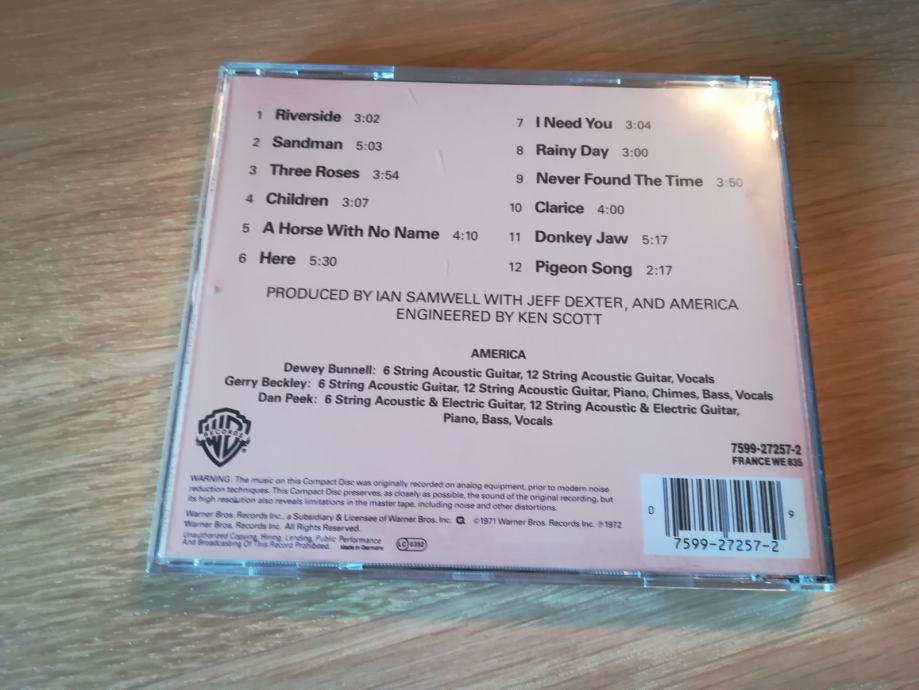 1 Riverside 3:02
2 Sandman 5:03
3 Three Roses 3:54
4 Children 3:07
5 A Horse With No Name 4:10
6 Here 5:30
7 I Need You 3:04
8 Rainy Day 3:00
9 Never Found The Time 3:50
10 Clarice 4:00
11 Donkey Jaw 5:17
12 Pigeon Song 2:17
PRODUCED BY IAN SAMWELL WITH JEFF DEXTER, AND AMERICA
ENGINEERED BY KEN SCOTT
AMERICA
Dewey Bunnell: 6 String Acoustic Guitar, 12 String Acoustic Guitar, Vocals
Gerry Beckley: 6 String Acoustic Guitar, 12 String Acoustic Guitar, Piano, Chimes, Bass, Vocals
Dan Peek: 6 String Acoustic & Electric Guitar, 12 String Acoustic & Electric Guitar,
Piano, Bass, Vocals
WB
RECORDS
7599-27257-2
FRANCE WE 835
WARNING: The music on this Compact Disc was originally recorded on analog equipment, prior to modern noise
reduction techniques. This Compact Disc preserves, as closely as possible, the sound of the original recording, but
its high resolution also reveals limitations in the master tape, including noise and other distortions.
Warner Bros. Records Inc., a Subsidiary & Licensee of Warner Bros. Inc. ©1971 Warner Bros. Records Inc. ℗1972
Warner Bros. Records Inc. All Rights Reserved.
Unauthorized Copying, Hiring, Lending, Public Performance
And Broadcasting Of This Record Prohibited. Made in Germany LC 0392
0 9
7599-27257-2